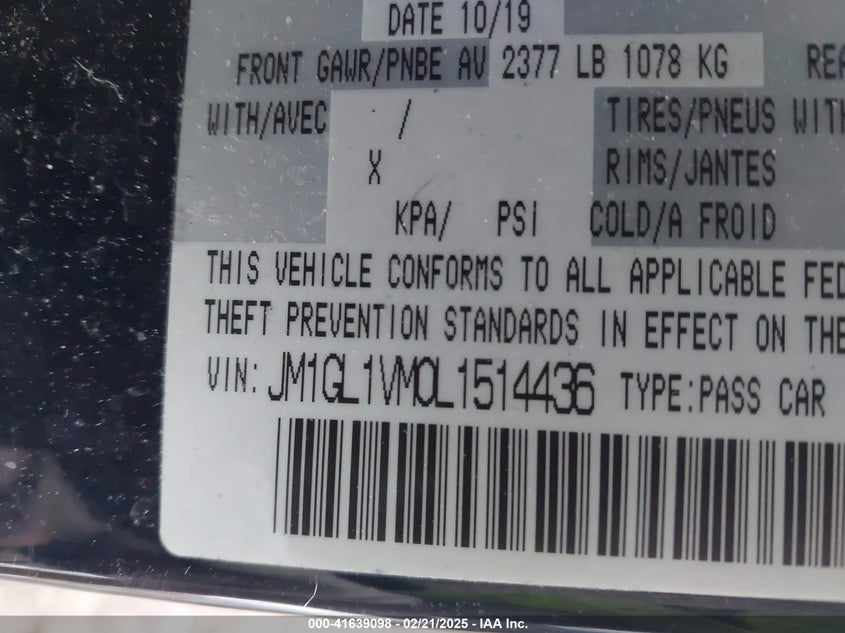 DATE 10/19
FRONT GAWR/PNBE AV 2377 LB 1078 KG
WITH/AVEC / TIRES/PNEUS
X RIMS/JANTES
KPA/ PSI COLD/A FROID
THIS VEHICLE CONFORMS TO ALL APPLICABLE
THEFT PREVENTION STANDARDS IN EFFECT ON THE
VIN: JM1GL1VM0L1514436 TYPE:PASS CAR
000-41639098 - 02/21/2025 - IAA Inc.